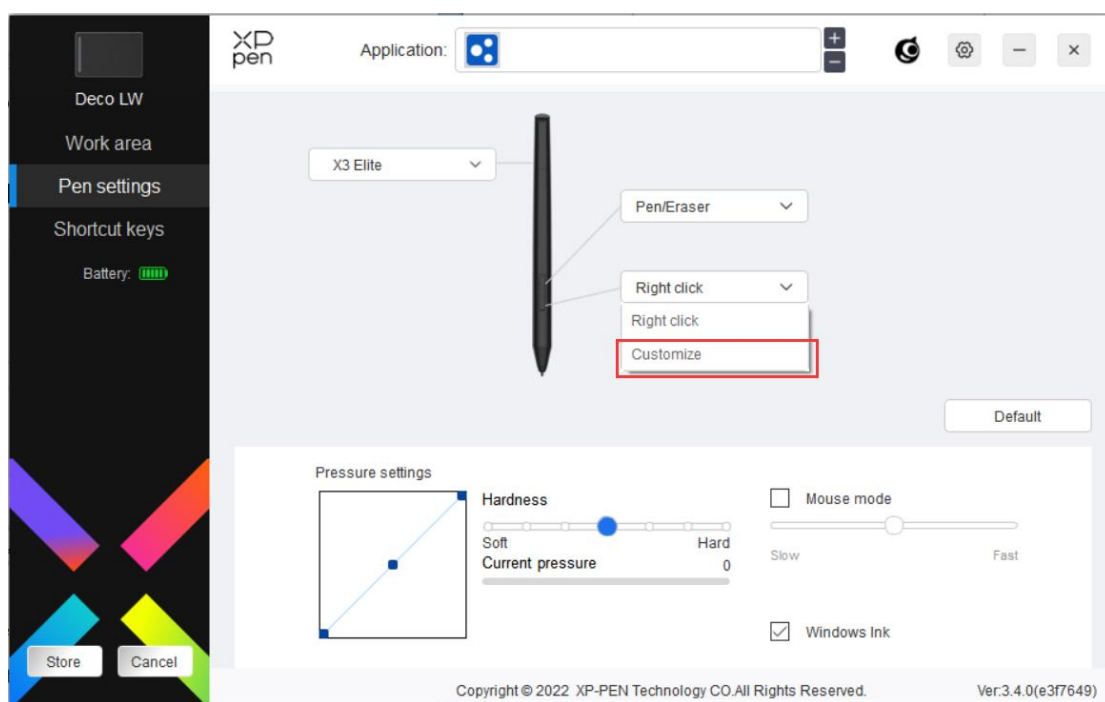 XP
pen
Application:
+
−
Deco LW
Work area
Pen settings
Shortcut keys
Battery:
X3 Elite
Pen/Eraser
Right click
Right click
Customize
Default
Pressure settings
Hardness
Soft Hard
Current pressure 0
Mouse mode
Slow Fast
Windows Ink
Store Cancel
Copyright © 2022 XP-PEN Technology CO.All Rights Reserved. Ver:3.4.0(e3f7649)